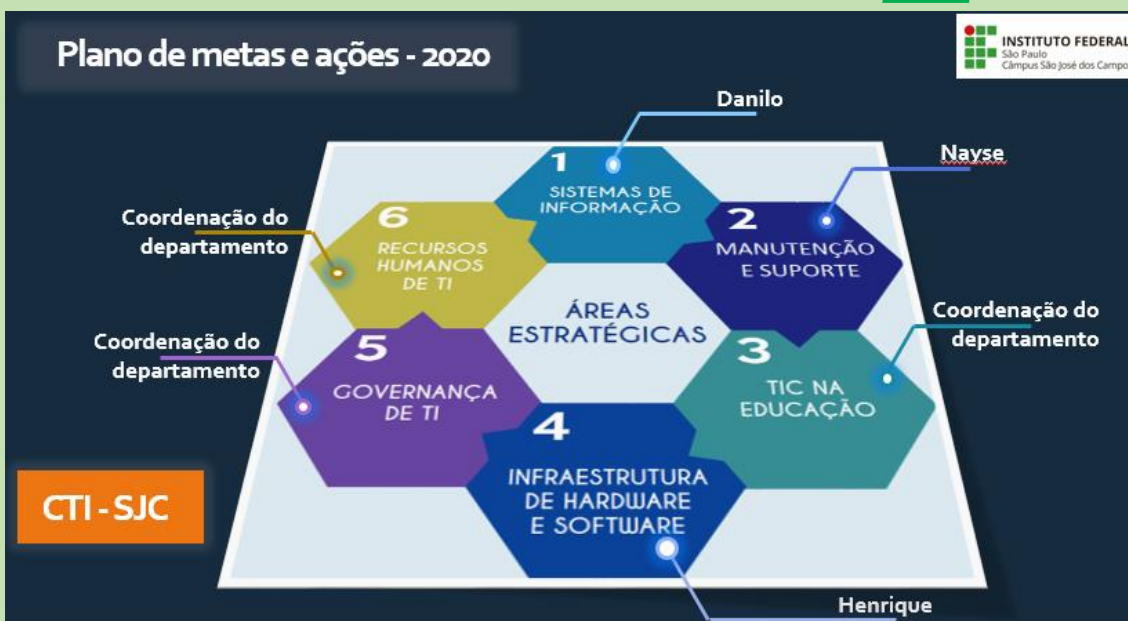 Plano de metas e ações - 2020
INSTITUTO FEDERAL
São Paulo
Câmpus São José dos Campo
Danilo
Nayse
Coordenação do
departamento
1
SISTEMAS DE
INFORMAÇÃO
2
MANUTENÇÃO
E SUPORTE
6
RECURSOS
HUMANOS
DE TI
ÁREAS
ESTRATÉGICAS
Coordenação do
departamento
Coordenação do
departamento
5
GOVERNANÇA
DE TI
3
TIC NA
EDUCAÇÃO
4
INFRAESTRUTURA
DE HARDWARE
E SOFTWARE
CTI - SJC
Henrique